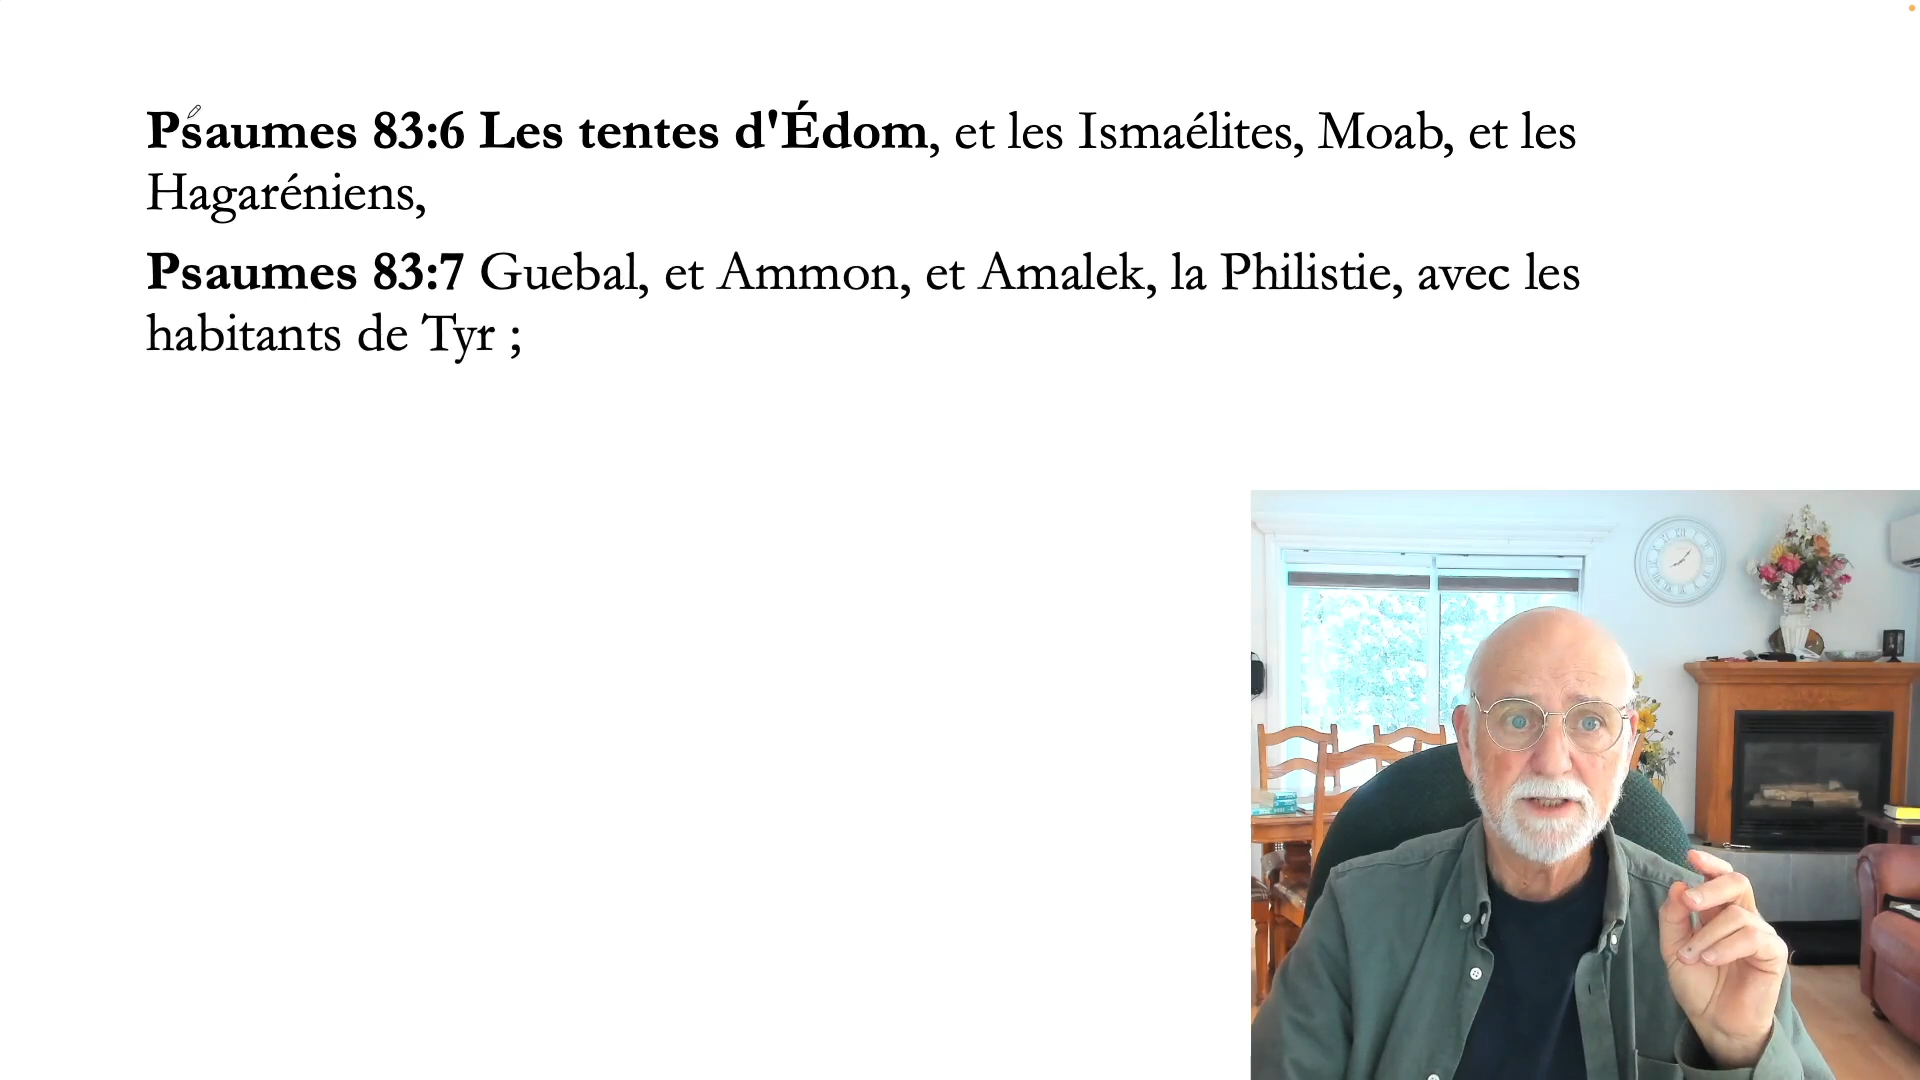 Psaumes 83:6 Les tentes d'Édom, et les Ismaélites, Moab, et les
Hagaréniens,
Psaumes 83:7 Guebal, et Ammon, et Amalek, la Philistie, avec les
habitants de Tyr ;